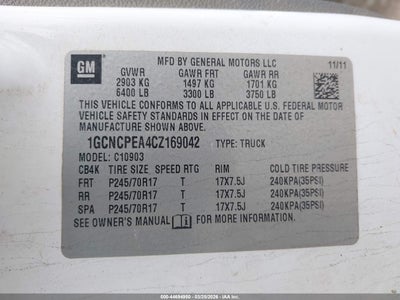 GM
MFD BY GENERAL MOTORS LLC
11/11
GVWR GAWR FRT GAWR RR
2903 KG 1497 KG 1701 KG
6400 LB 3300 LB 3750 LB
THIS VEHICLE CONFORMS TO ALL APPLICABLE U.S. FEDERAL MOTOR
VEHICLE SAFETY STANDARDS IN EFFECT ON THE DATE OF
MANUFACTURE SHOWN ABOVE.
1GCNCPEA4CZ169042 TYPE: TRUCK
MODEL: C10903
CB4K TIRE SIZE SPEED RTG RIM COLD TIRE PRESSURE
FRT P245/70R17 T 17X7.5J 240KPA(35PSI)
RR P245/70R17 T 17X7.5J 240KPA(35PSI)
SPA P245/70R17 T 17X7.5J 240KPA(35PSI)
SEE OWNER'S MANUAL FOR ADDITIONAL INFORMATION.